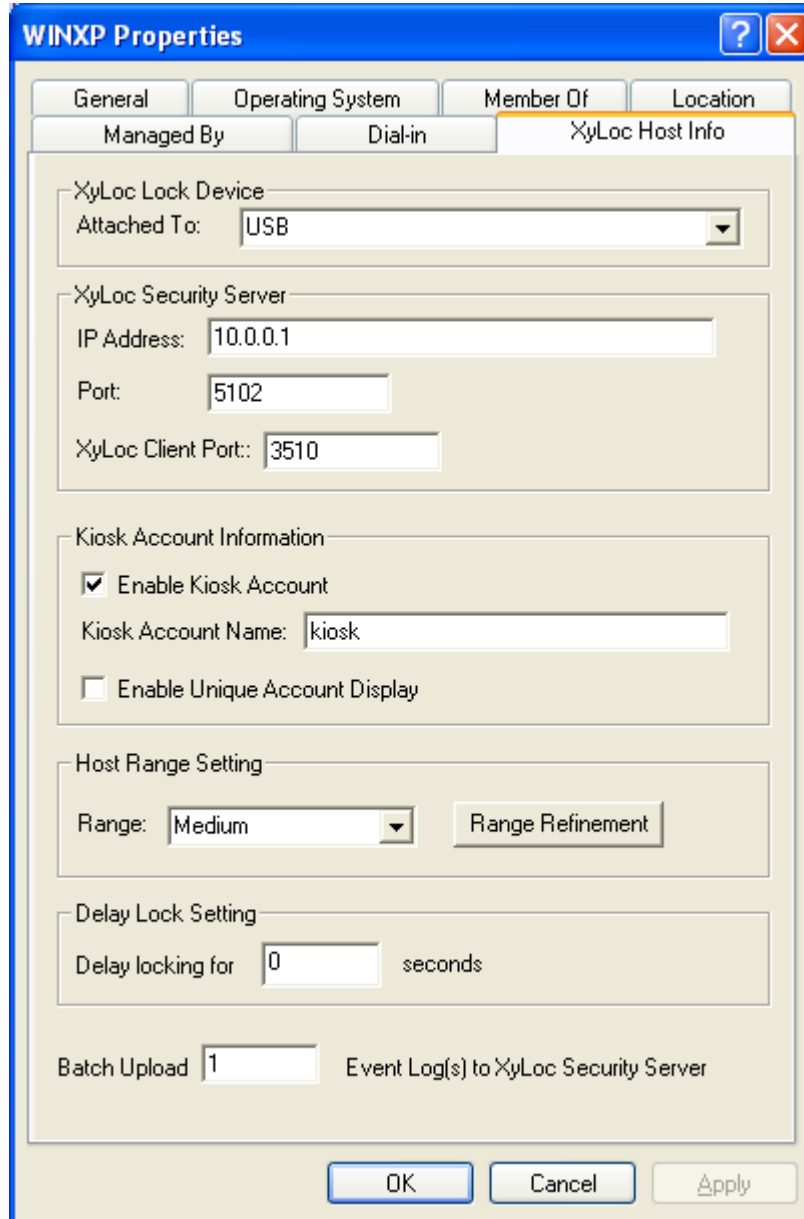 WINXP Properties
General Operating System Member Of Location
Managed By Dial-in XyLoc Host Info
XyLoc Lock Device
Attached To: USB
XyLoc Security Server
IP Address: 10.0.0.1
Port: 5102
XyLoc Client Port:: 3510
Kiosk Account Information
Enable Kiosk Account
Kiosk Account Name: kiosk
Enable Unique Account Display
Host Range Setting
Range: Medium Range Refinement
Delay Lock Setting
Delay locking for 0 seconds
Batch Upload 1 Event Log(s) to XyLoc Security Server
OK Cancel Apply